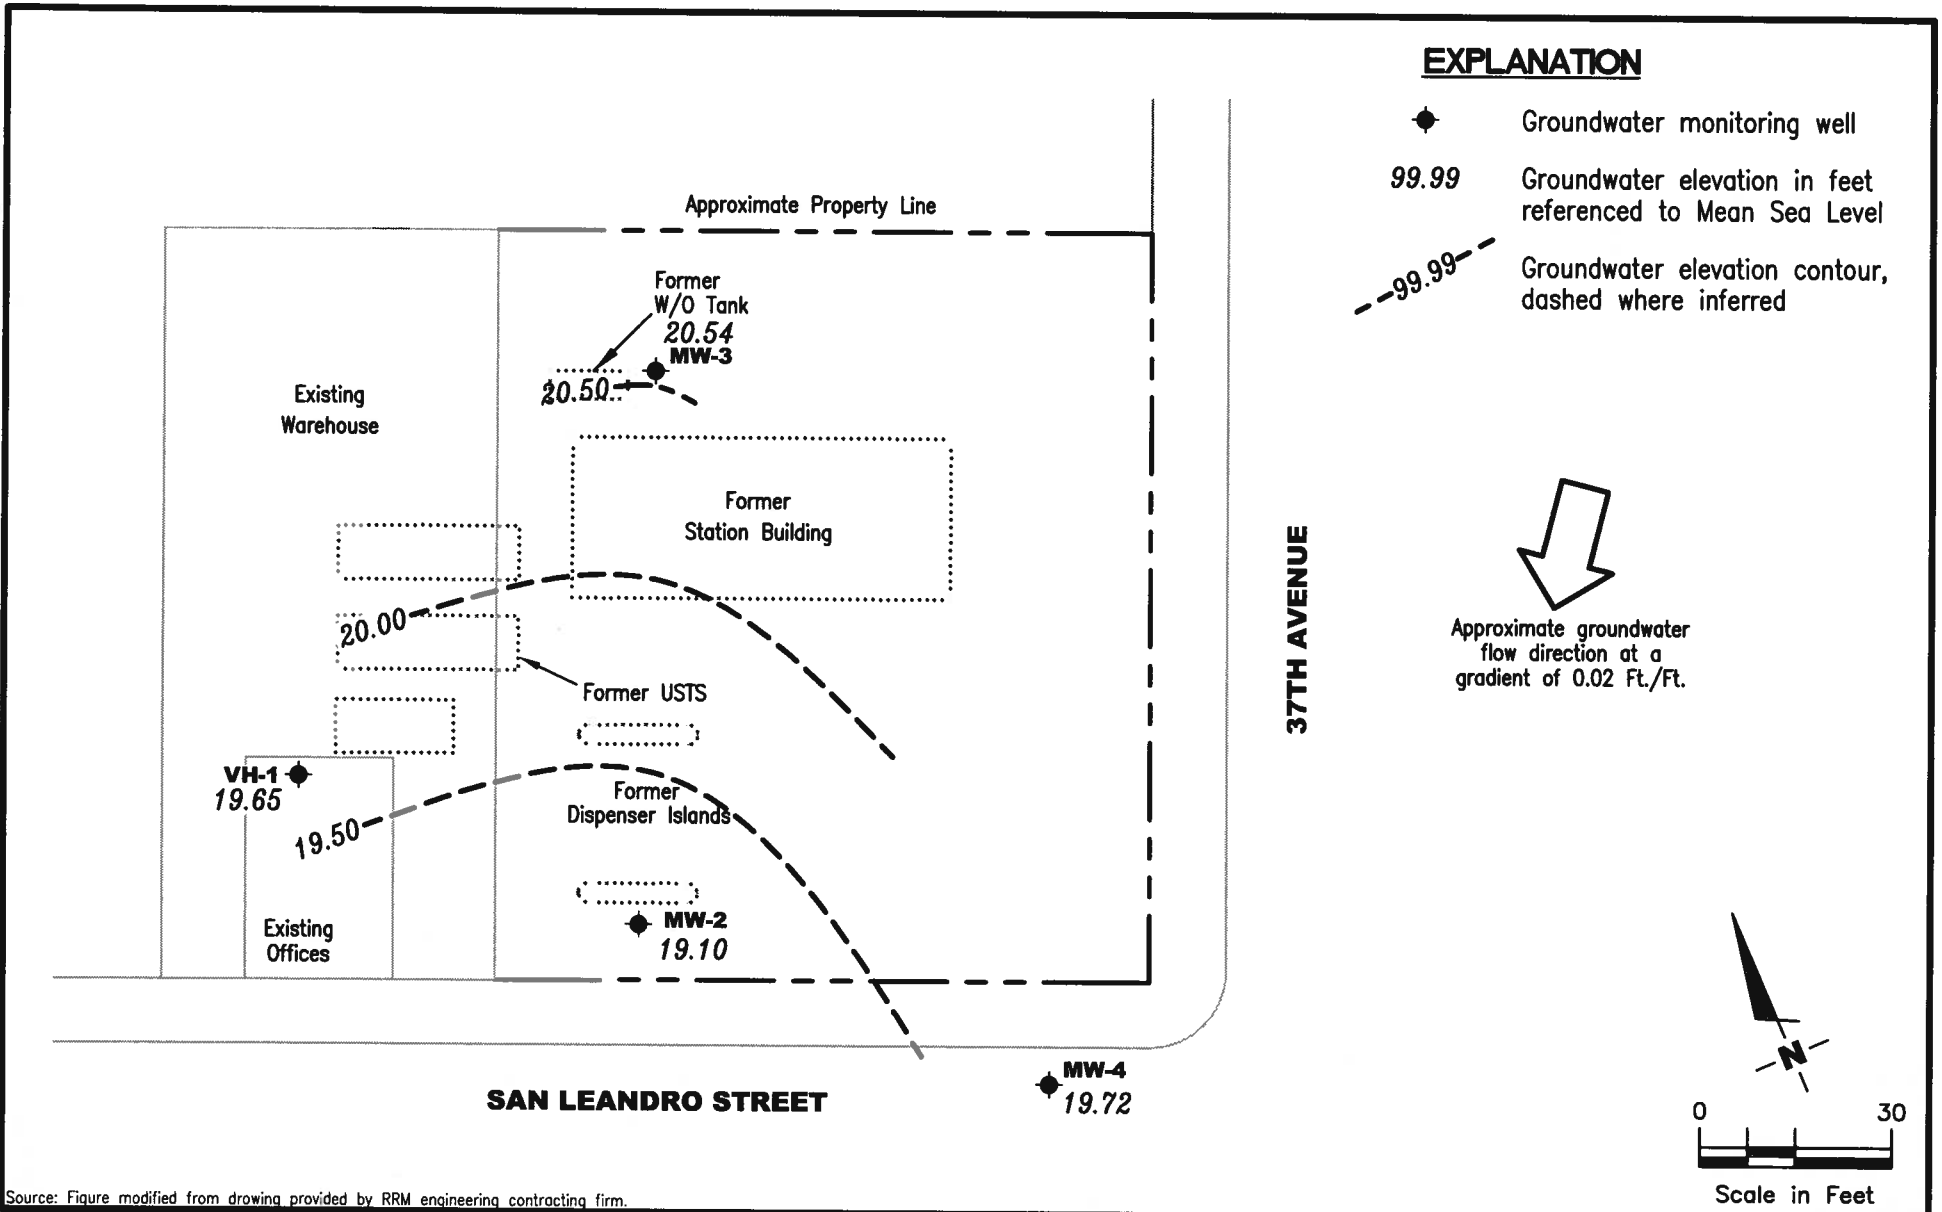 EXPLANATION
Groundwater monitoring well
99.99
Groundwater elevation in feet
referenced to Mean Sea Level
99.99
Groundwater elevation contour,
dashed where inferred
Approximate Property Line
Former
W/O Tank
20.54
MW-3
20.50
Existing
Warehouse
Former
Station Building
20.00
Former USTS
VH-1
19.65
19.50
Former
Dispenser Islands
MW-2
19.10
Existing
Offices
37TH AVENUE
Approximate groundwater
flow direction at a
gradient of 0.02 Ft./Ft.
N
MW-4
19.72
SAN LEANDRO STREET
0 30
Scale in Feet
Source: Figure modified from drowing provided by RRM engineering contracting firm.